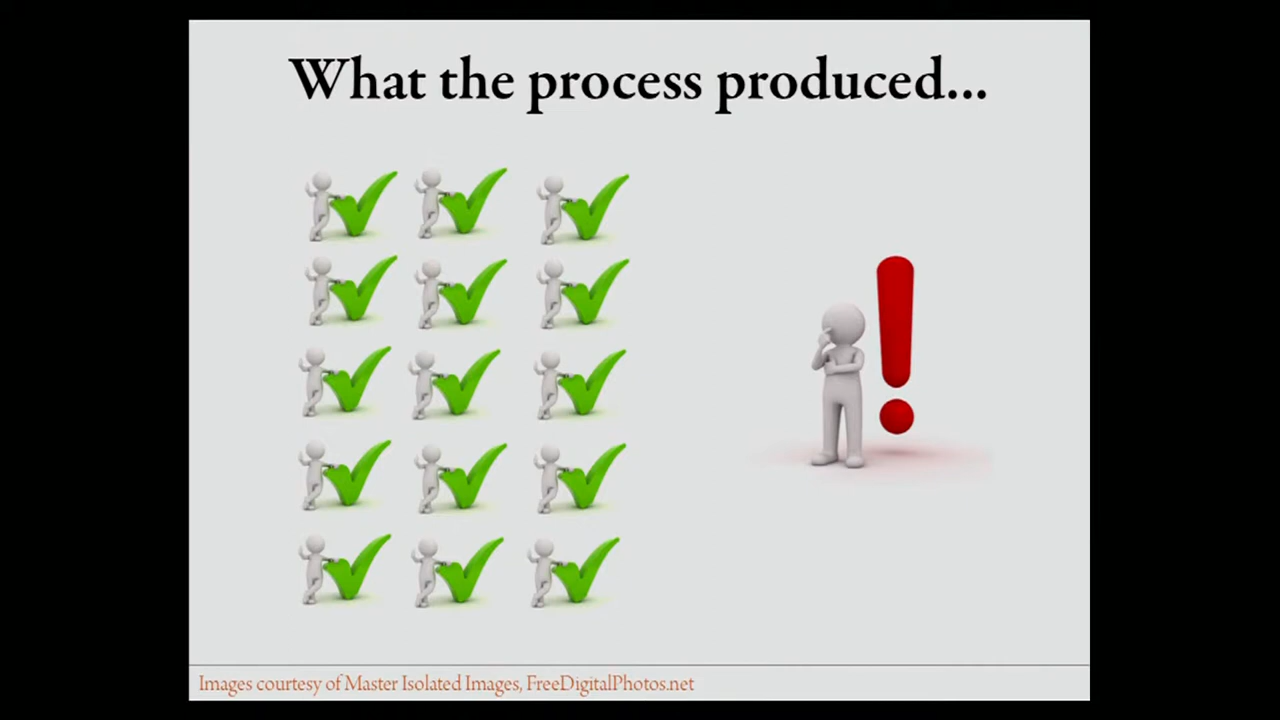 What the process produced...
Images courtesy of Master Isolated Images, FreeDigitalPhotos.net